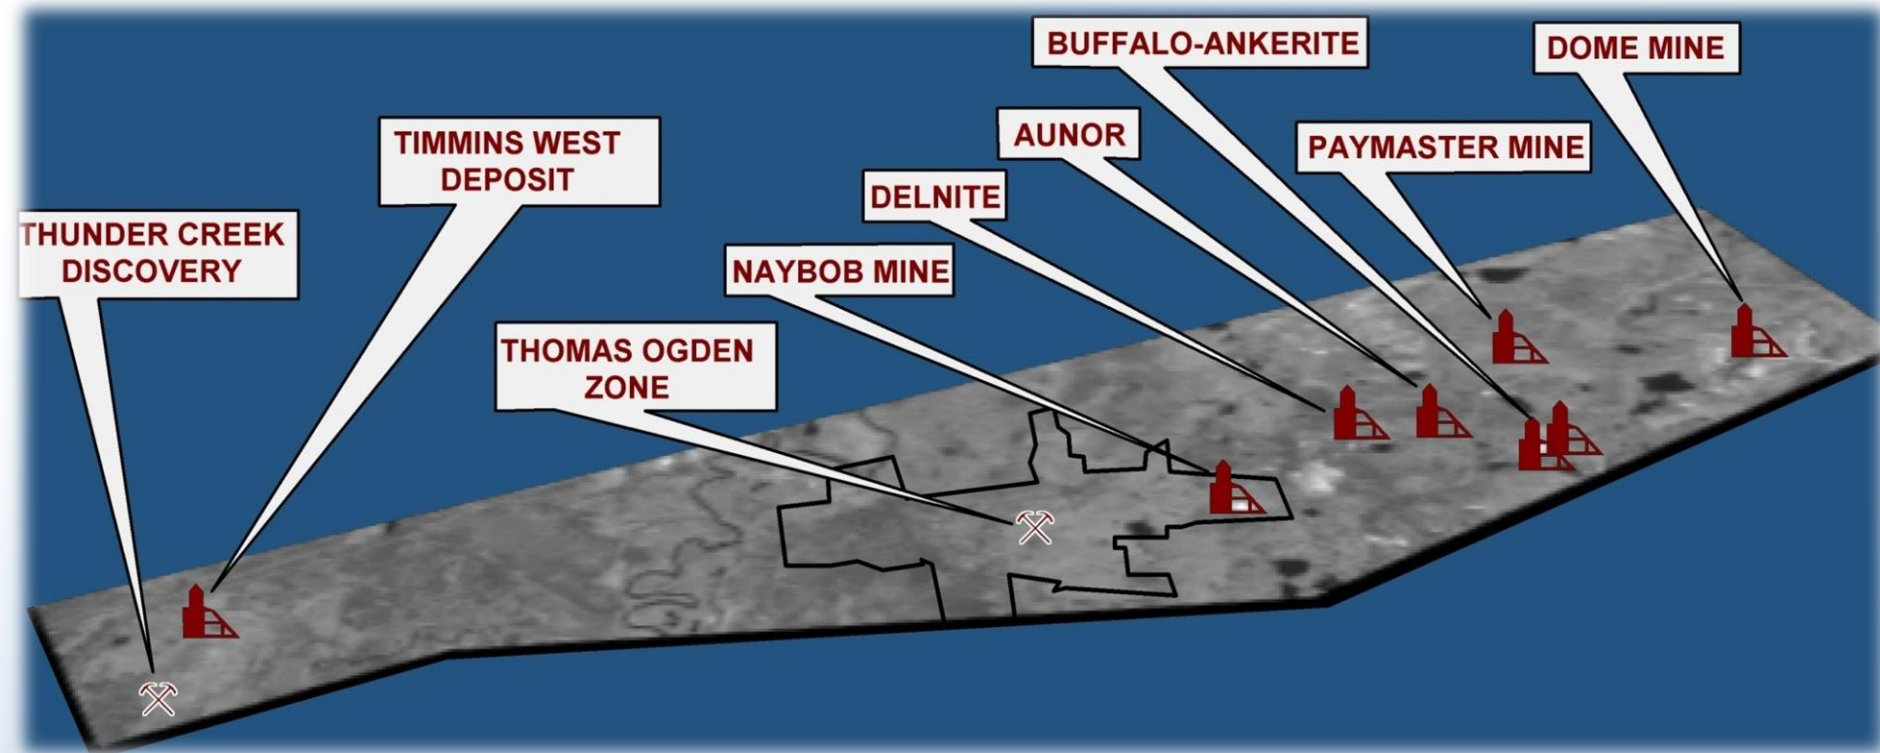 BUFFALO-ANKERITE
DOME MINE
AUNOR
PAYMASTER MINE
TIMMINS WEST
DEPOSIT
DELNITE
THUNDER CREEK
DISCOVERY
NAYBOB MINE
THOMAS OGDEN
ZONE